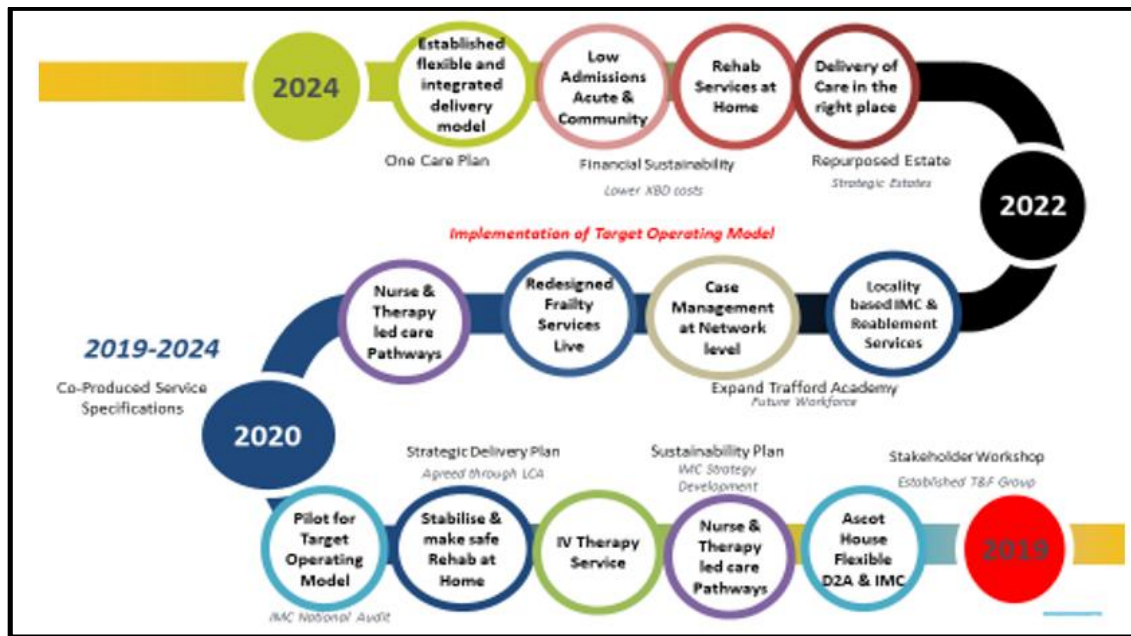 2024
Established
flexible and
integrated
delivery
model
Low
Admissions
Acute &
Community
Rehab
Services at
Home
Delivery of
Care in the
right place
One Care Plan
Financial Sustainability
Lower XBD costs
Repurposed Estate
Strategic Estates
2022
Implementation of Target Operating Model
Nurse &
Therapy
led care
Pathways
Redesigned
Frailty
Services
Live
Case
Management
at Network
level
Locality
based IMC &
Reablement
Services
2019-2024
Co-Produced Service
Specifications
Expand Trafford Academy
Future Workforce
2020
Strategic Delivery Plan
Agreed through LCA
Sustainability Plan
IMC Strategy
Development
Stakeholder Workshop
Established T&F Group
Pilot for
Target
Operating
Model
Stabilise &
make safe
Rehab at
Home
IV Therapy
Service
Nurse &
Therapy
led care
Pathways
Ascot
House
Flexible
D2A & IMC
2019
IMC National Audit